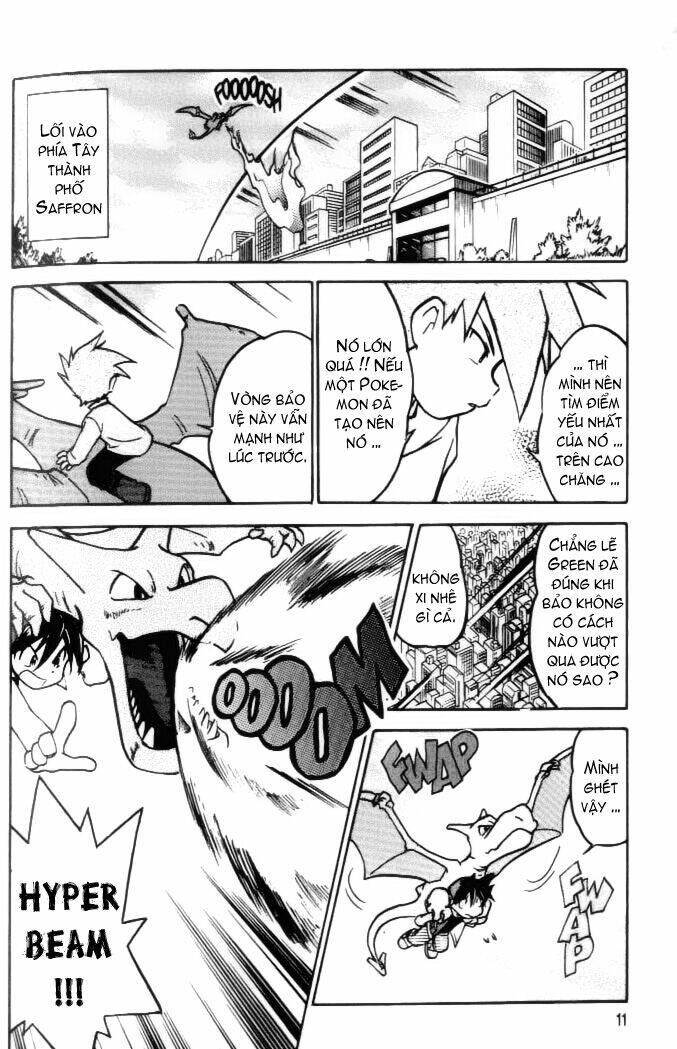 FOOOOOSH
LỐI VÀO
PHÍA TÂY
THÀNH
PHỐ
SAFFRON
VÒNG BẢO
VỆ NÀY VẪN
MẠNH NHƯ
LÚC TRƯỚC.
NÓ LỚN
QUÁ !! NẾU
MỘT POKE-
MON ĐÃ
TẠO NÊN
NÓ ...
... THÌ
MÌNH NÊN
TÌM ĐIỂM
YẾU NHẤT
CỦA NÓ ...
TRÊN CAO
CHĂNG ...
HYPER
BEAM
!!!
OOOOOM
KHÔNG
XI NHÊ
GÌ CẢ.
CHẲNG LẼ
GREEN ĐÃ
ĐÚNG KHI
BẢO KHÔNG
CÓ CÁCH
NÀO VƯỢT
QUA ĐƯỢC
NÓ SAO ?
FWAP
MÌNH
GHÉT
VẬY ...
FWAP
11